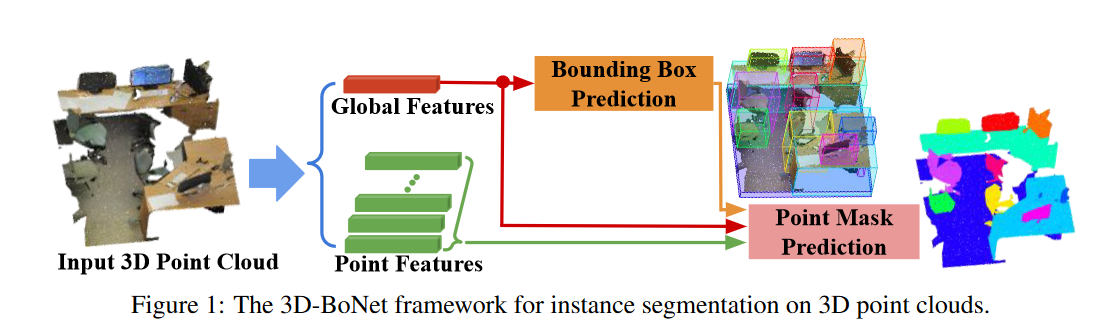 Bounding Box
Prediction
Global Features
Point Mask
Prediction
Input 3D Point Cloud
Point Features
Figure 1: The 3D-BoNet framework for instance segmentation on 3D point clouds.